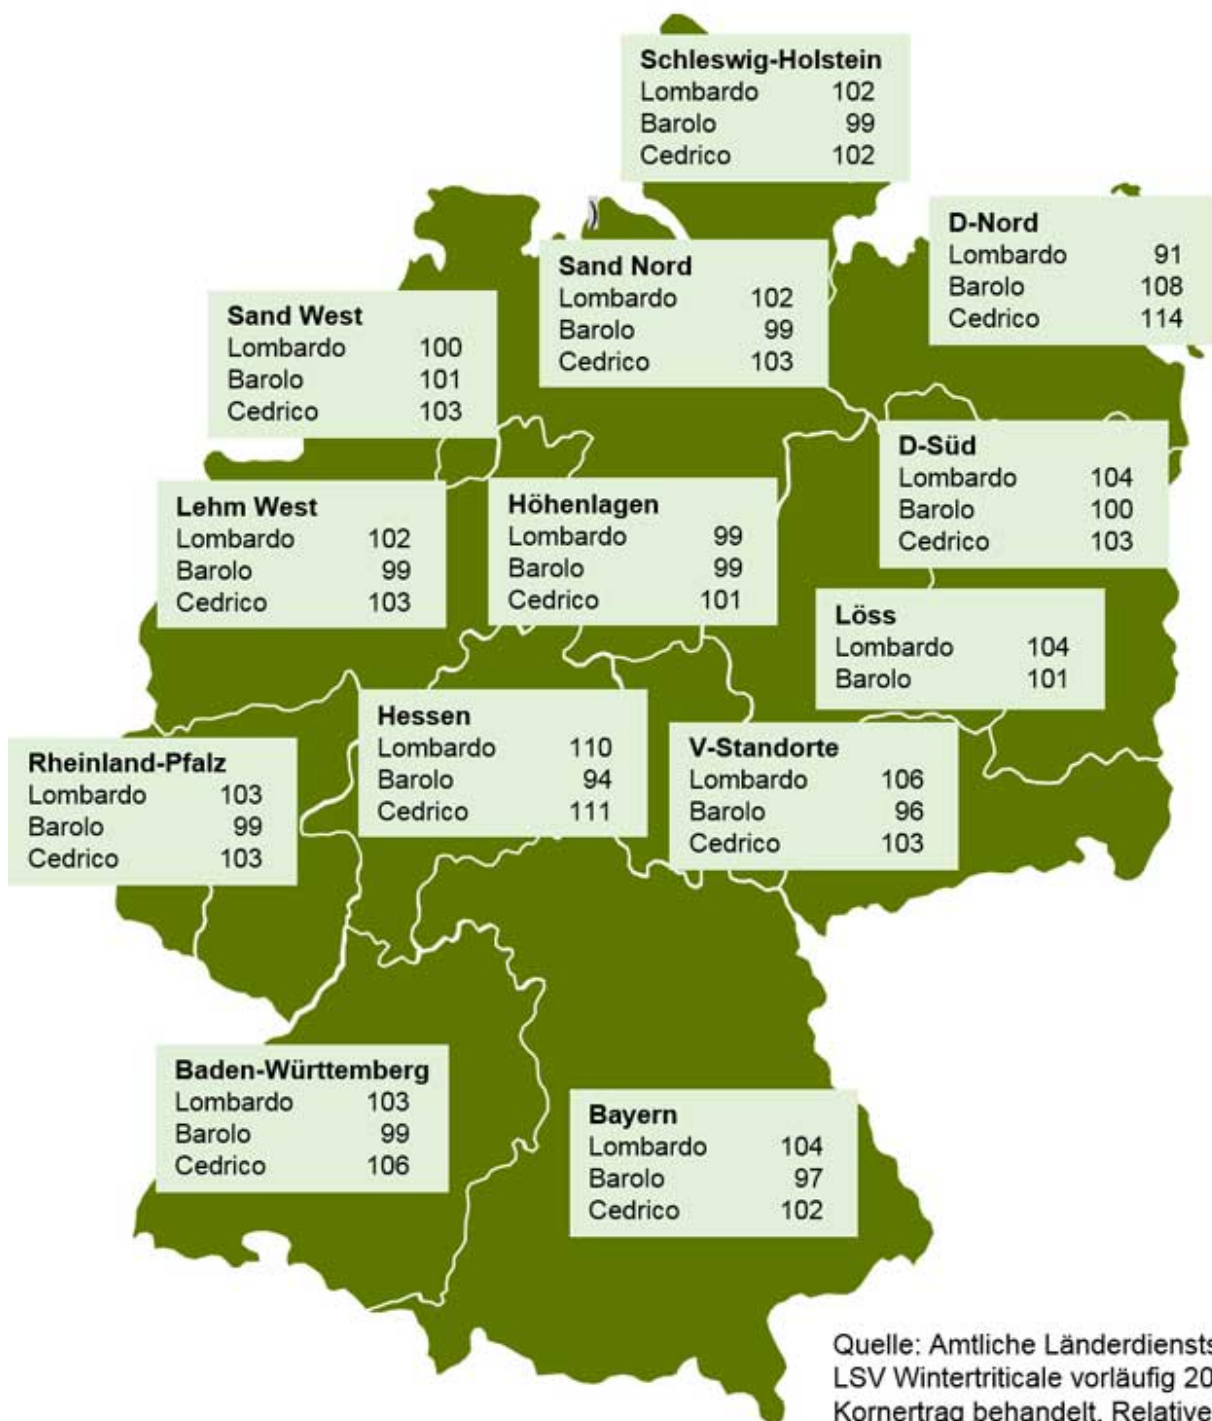 Schleswig-Holstein
Lombardo 102
Barolo 99
Cedrico 102
D-Nord
Lombardo 91
Barolo 108
Cedrico 114
Sand Nord
Lombardo 102
Barolo 99
Cedrico 103
Sand West
Lombardo 100
Barolo 101
Cedrico 103
D-Süd
Lombardo 104
Barolo 100
Cedrico 103
Lehm West
Lombardo 102
Barolo 99
Cedrico 103
Höhenlagen
Lombardo 99
Barolo 99
Cedrico 101
Löss
Lombardo 104
Barolo 101
Hessen
Lombardo 110
Barolo 94
Cedrico 111
V-Standorte
Lombardo 106
Barolo 96
Cedrico 103
Rheinland-Pfalz
Lombardo 103
Barolo 99
Cedrico 103
Baden-Württemberg
Lombardo 103
Barolo 99
Cedrico 106
Bayern
Lombardo 104
Barolo 97
Cedrico 102
Quelle: Amtliche Länderdiensts
LSV Wintertriticale vorläufig 20
Kornertrag behandelt, Relative